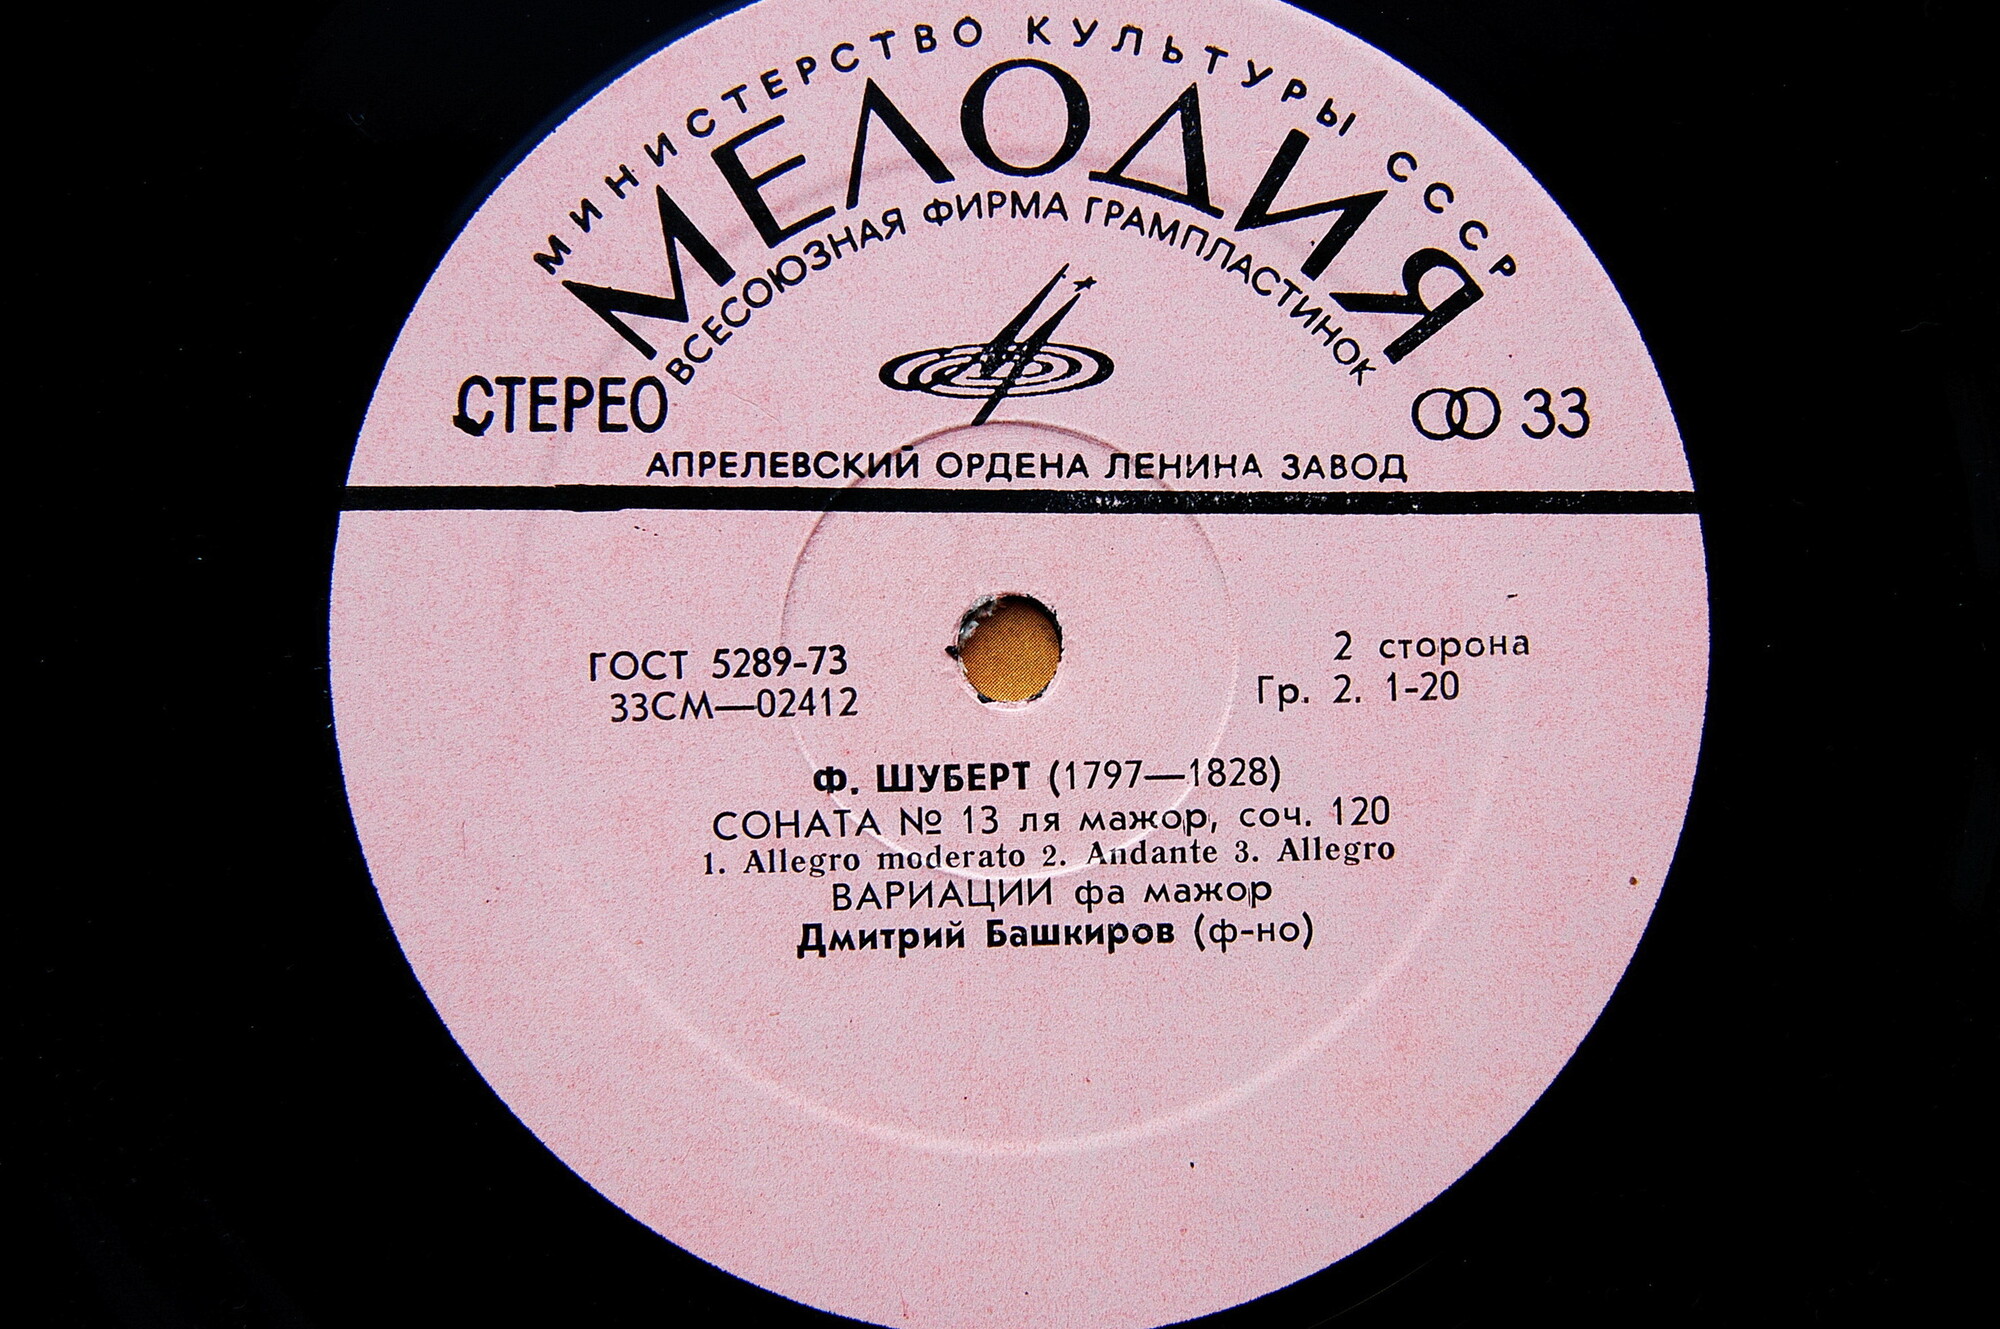 МИНИСТЕРСТВО КУЛЬТУРЫ СССР
МЕЛОДИЯ
ВСЕСОЮЗНАЯ ФИРМА ГРАМПЛАСТИНОК
СТЕРЕО
33
АПРЕЛЕВСКИЙ ОРДЕНА ЛЕНИНА ЗАВОД
ГОСТ 5289-73
33СМ—02412
2 сторона
Гр. 2. 1-20
Ф. ШУБЕРТ (1797—1828)
СОНАТА № 13 ля мажор, соч. 120
1. Allegro moderato 2. Andante 3. Allegro
ВАРИАЦИИ фа мажор
Дмитрий Башкиров (ф-но)